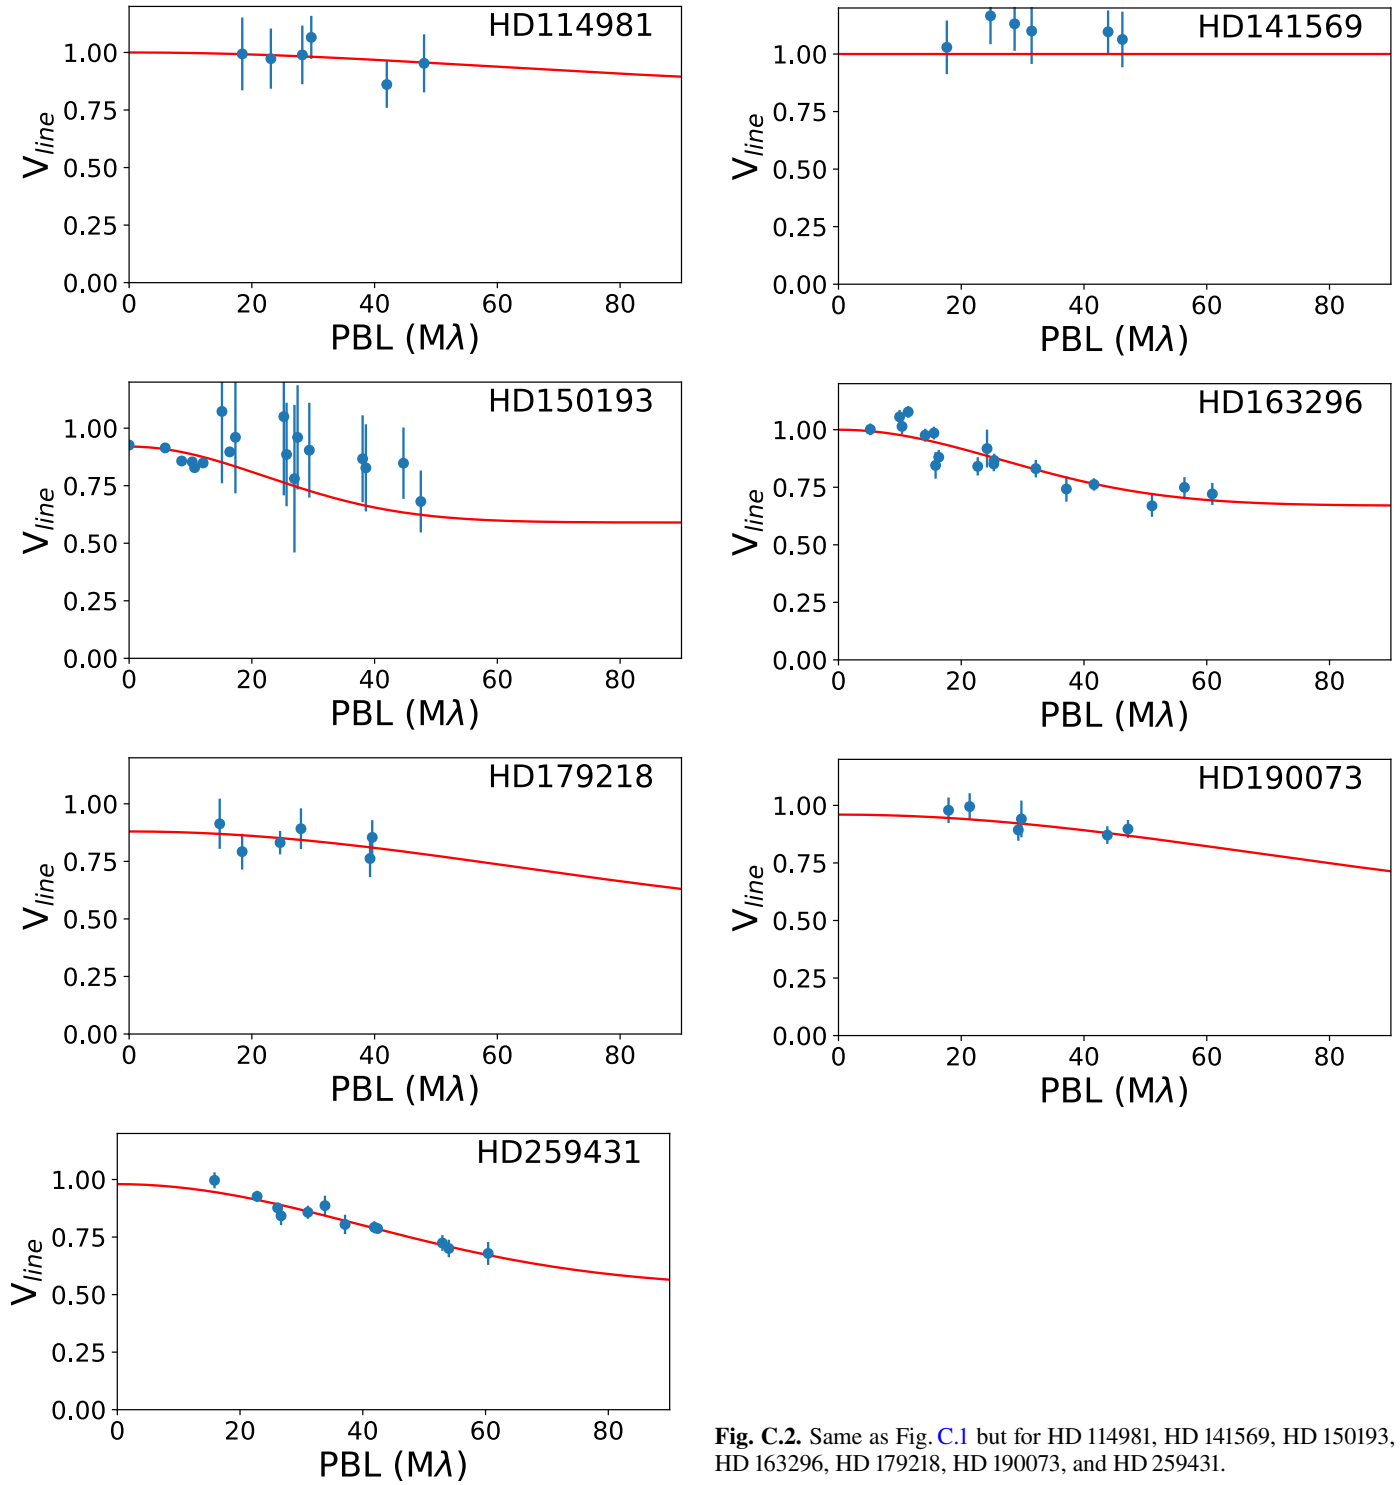 HD114981
1.00
0.75
0.50
0.25
0.00
V_line
0 20 40 60 80
PBL (Mλ)
HD141569
1.00
0.75
0.50
0.25
0.00
V_line
0 20 40 60 80
PBL (Mλ)
HD150193
1.00
0.75
0.50
0.25
0.00
V_line
0 20 40 60 80
PBL (Mλ)
HD163296
1.00
0.75
0.50
0.25
0.00
V_line
0 20 40 60 80
PBL (Mλ)
HD179218
1.00
0.75
0.50
0.25
0.00
V_line
0 20 40 60 80
PBL (Mλ)
HD190073
1.00
0.75
0.50
0.25
0.00
V_line
0 20 40 60 80
PBL (Mλ)
HD259431
1.00
0.75
0.50
0.25
0.00
V_line
0 20 40 60 80
PBL (Mλ)
Fig. C.2. Same as Fig. C.1 but for HD 114981, HD 141569, HD 150193,
HD 163296, HD 179218, HD 190073, and HD 259431.